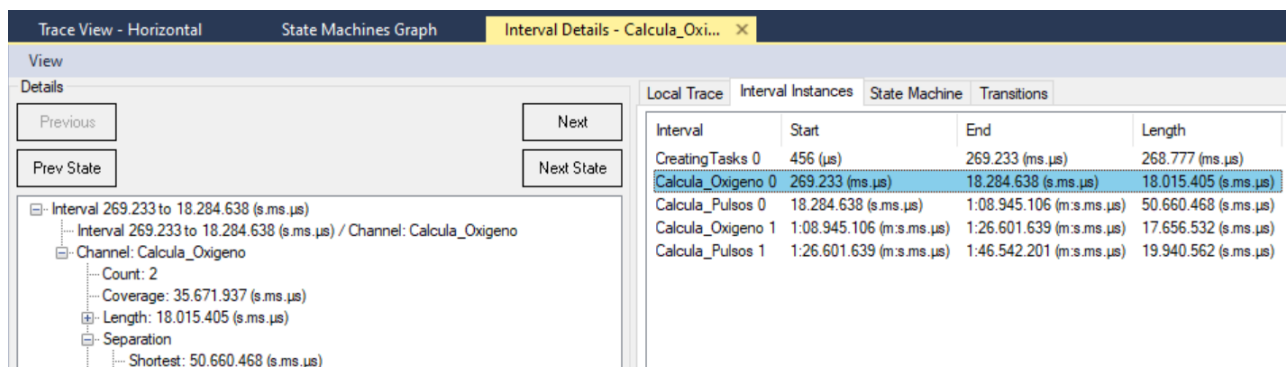 Trace View - Horizontal State Machines Graph Interval Details - Calcula_Oxi... ✕
View
Details
Previous Next
Prev State Next State
Interval 269.233 to 18.284.638 (s.ms.µs)
Interval 269.233 to 18.284.638 (s.ms.µs) / Channel: Calcula_Oxigeno
Channel: Calcula_Oxigeno
Count: 2
Coverage: 35.671.937 (s.ms.µs)
Length: 18.015.405 (s.ms.µs)
Separation
Shortest: 50.660.468 (s.ms.µs)
Local Trace Interval Instances State Machine Transitions
Interval Start End Length
CreatingTasks 0 456 (µs) 269.233 (ms.µs) 268.777 (ms.µs)
Calcula_Oxigeno 0 269.233 (ms.µs) 18.284.638 (s.ms.µs) 18.015.405 (s.ms.µs)
Calcula_Pulsos 0 18.284.638 (s.ms.µs) 1:08.945.106 (m:s.ms.µs) 50.660.468 (s.ms.µs)
Calcula_Oxigeno 1 1:08.945.106 (m:s.ms.µs) 1:26.601.639 (m:s.ms.µs) 17.656.532 (s.ms.µs)
Calcula_Pulsos 1 1:26.601.639 (m:s.ms.µs) 1:46.542.201 (m:s.ms.µs) 19.940.562 (s.ms.µs)